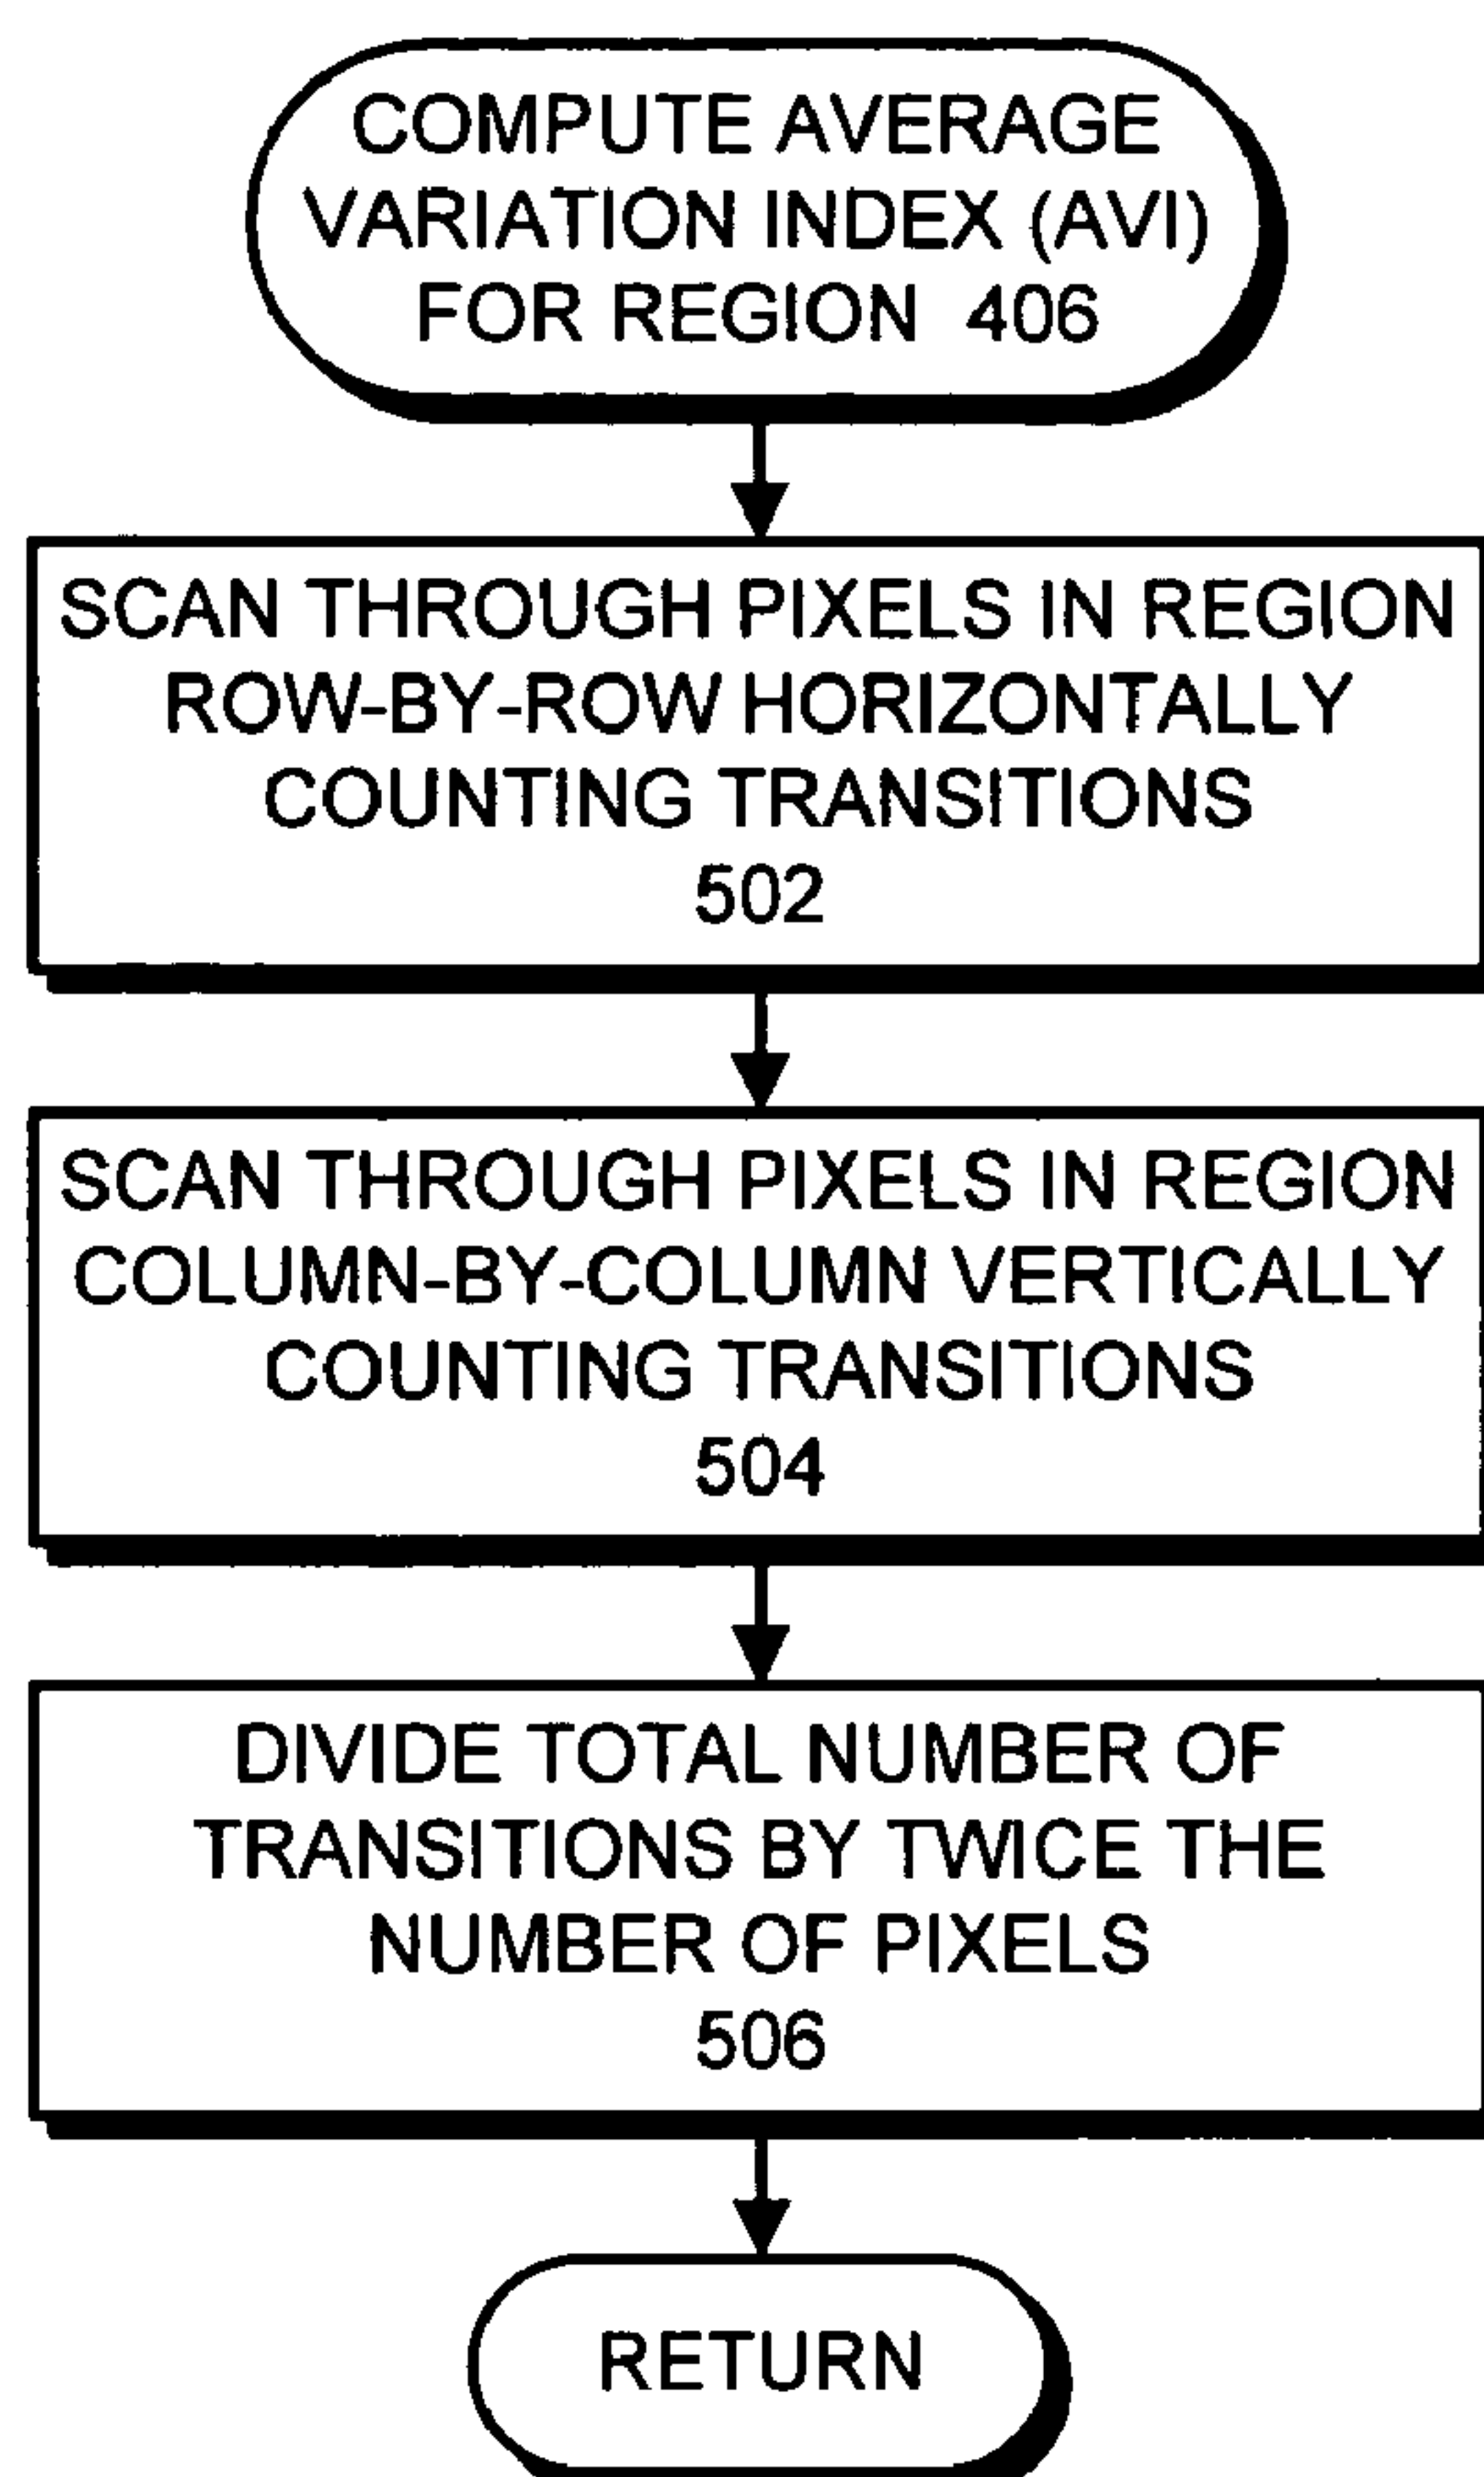 COMPUTE AVERAGE
VARIATION INDEX (AVI)
FOR REGION 406
SCAN THROUGH PIXELS IN REGION
ROW-BY-ROW HORIZONTALLY
COUNTING TRANSITIONS
502
SCAN THROUGH PIXELS IN REGION
COLUMN-BY-COLUMN VERTICALLY
COUNTING TRANSITIONS
504
DIVIDE TOTAL NUMBER OF
TRANSITIONS BY TWICE THE
NUMBER OF PIXELS
506
RETURN